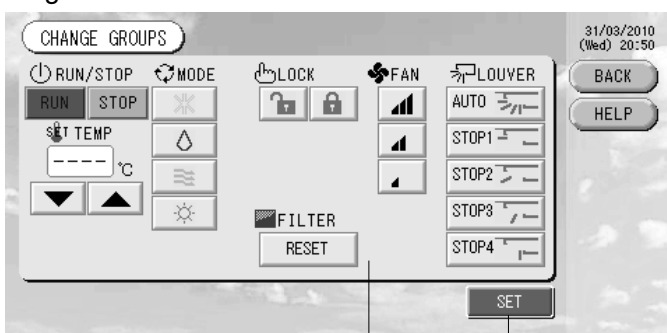 CHANGE GROUPS
31/03/2010
(Wed) 20:50
RUN/STOP
MODE
LOCK
FAN
LOUVER
BACK
RUN
STOP
AUTO
HELP
SET TEMP
STOP1
----°C
STOP2
STOP3
FILTER
RESET
STOP4
SET